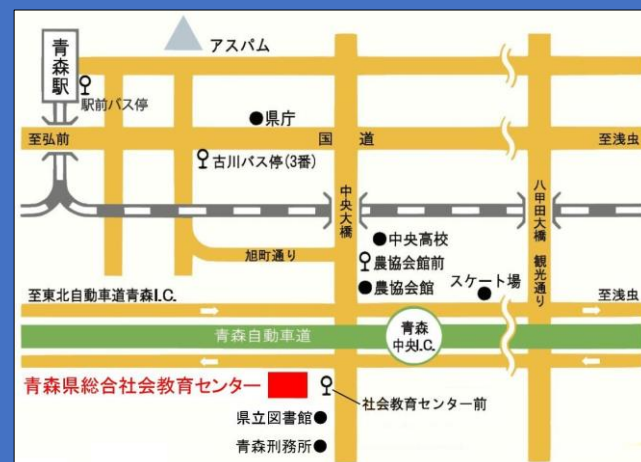 アスパム
青森駅
駅前バス停
県庁
至弘前
国道
至浅虫
古川バス停(3番)
中央大橋
八甲田大橋 観光通り
中央高校
旭町通り
農協会館前
農協会館
スケート場
至東北自動車道青森I.C.
至浅虫
青森自動車道
青森
中央I.C.
青森県総合社会教育センター
社会教育センター前
県立図書館
青森刑務所